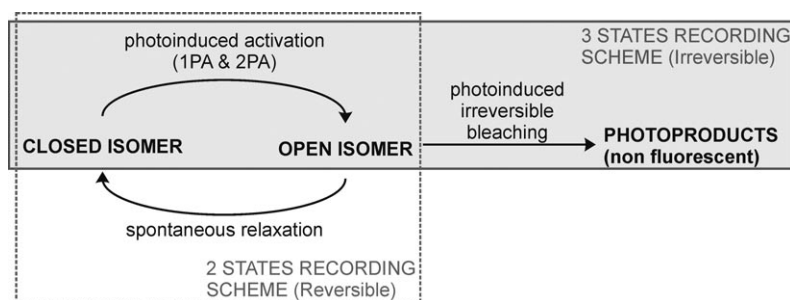 photoinduced activation
(1PA & 2PA)
3 STATES RECORDING
SCHEME (Irreversible)
photoinduced
irreversible
bleaching
CLOSED ISOMER
OPEN ISOMER
PHOTOPRODUCTS
(non fluorescent)
spontaneous relaxation
2 STATES RECORDING
SCHEME (Reversible)